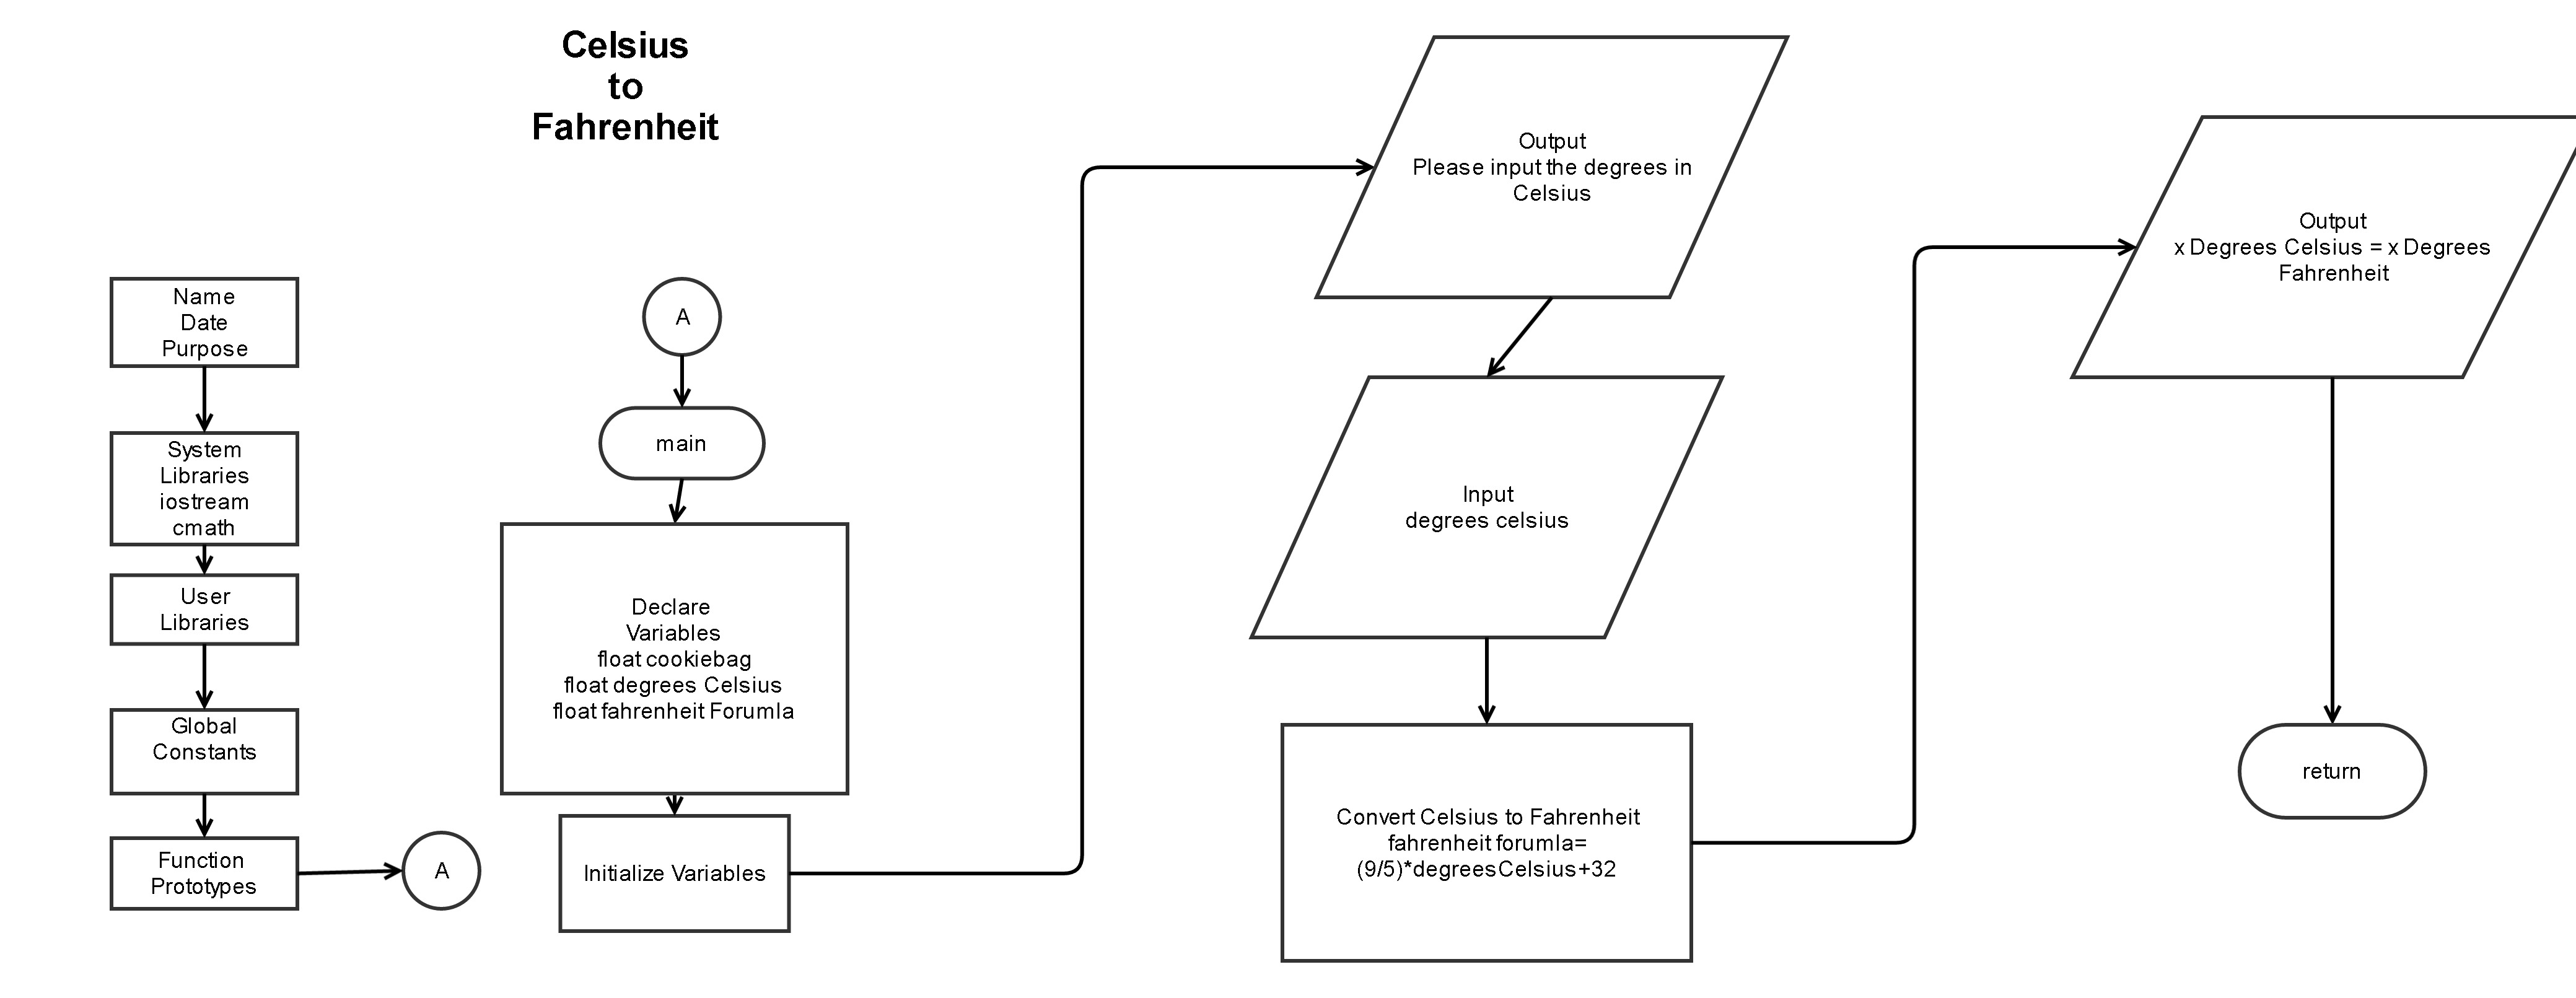 Celsius
to
Fahrenheit
Name
Date
Purpose
System
Libraries
iostream
cmath
User
Libraries
Global
Constants
Function
Prototypes
A
A
main
Declare
Variables
float cookiebag
float degrees Celsius
float fahrenheit Forumla
Initialize Variables
Output
Please input the degrees in
Celsius
Input
degrees celsius
Convert Celsius to Fahrenheit
fahrenheit forumla=
(9/5)*degreesCelsius+32
Output
x Degrees Celsius = x Degrees
Fahrenheit
return